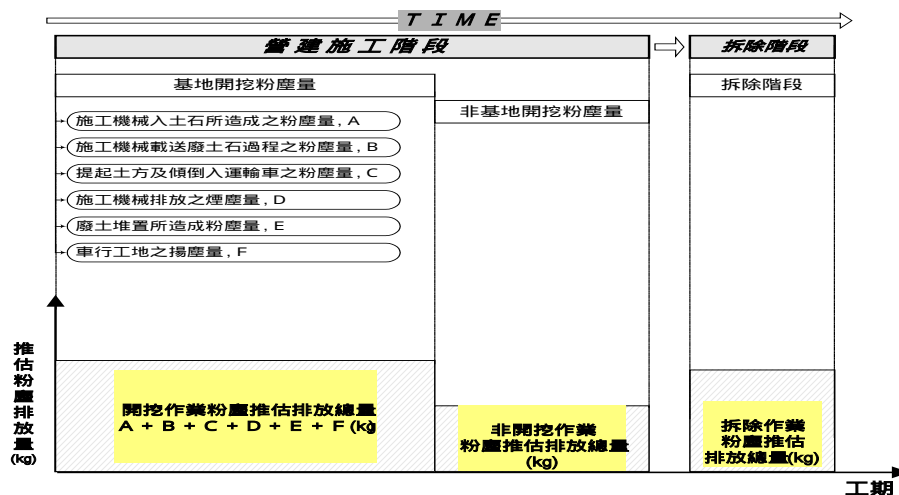 TIME
營建施工階段
拆除階段
基地開挖粉塵量
拆除階段
非基地開挖粉塵量
施工機械入土石所造成之粉塵量, A
施工機械載送廢土石過程之粉塵量, B
提起土方及傾倒入運輸車之粉塵量, C
施工機械排放之煙塵量, D
廢土堆置所造成粉塵量, E
車行工地之揚塵量, F
推估粉塵排放量(kg)
開挖作業粉塵推估排放總量
A + B + C + D + E + F (kg)
非開挖作業
粉塵推估排放總量
(kg)
拆除作業
粉塵推估
排放總量(kg)
工期